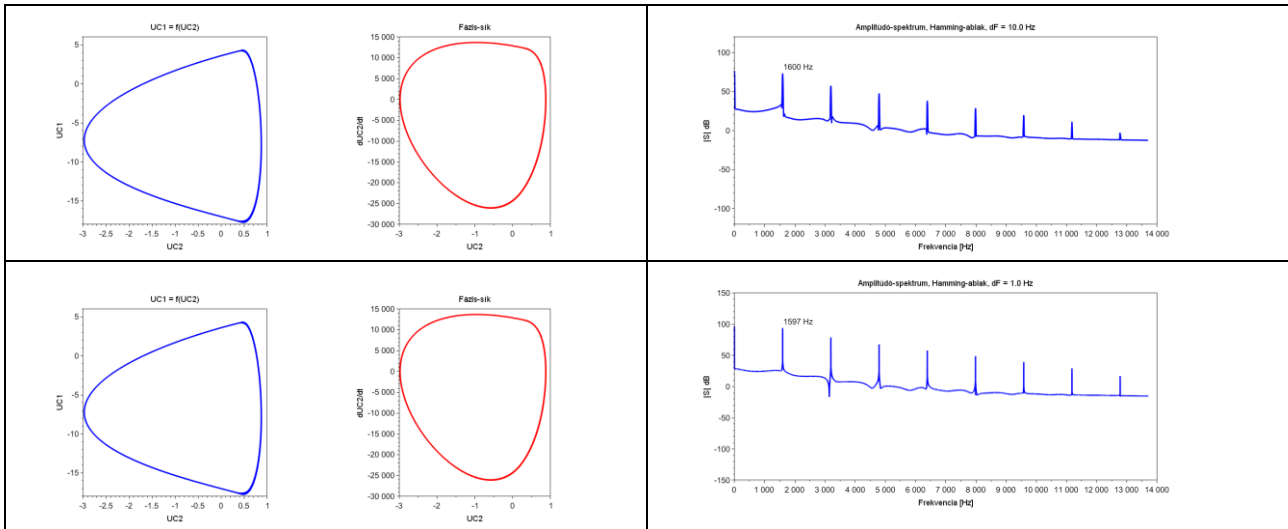 UC1 = f(UC2)
5
0
-5
-10
-15
UC1
-3 -2.5 -2 -1.5 -1 -0.5 0 0.5 1
UC2
Fázis-sík
15 000
10 000
5 000
0
-5 000
-10 000
-15 000
-20 000
-25 000
-30 000
dUC2/dt
-3 -2 -1 0 1
UC2
Amplitúdó-spektrum, Hamming-ablak, dF = 10.0 Hz
1600 Hz
100
50
0
-50
-100
|S| dB
0 1 000 2 000 3 000 4 000 5 000 6 000 7 000 8 000 9 000 10 000 11 000 12 000 13 000 14 000
Frekvencia [Hz]
UC1 = f(UC2)
5
0
-5
-10
-15
UC1
-3 -2.5 -2 -1.5 -1 -0.5 0 0.5 1
UC2
Fázis-sík
15 000
10 000
5 000
0
-5 000
-10 000
-15 000
-20 000
-25 000
-30 000
dUC2/dt
-3 -2 -1 0 1
UC2
Amplitúdó-spektrum, Hamming-ablak, dF = 1.0 Hz
1597 Hz
150
100
50
0
-50
-100
-150
|S| dB
0 1 000 2 000 3 000 4 000 5 000 6 000 7 000 8 000 9 000 10 000 11 000 12 000 13 000 14 000
Frekvencia [Hz]